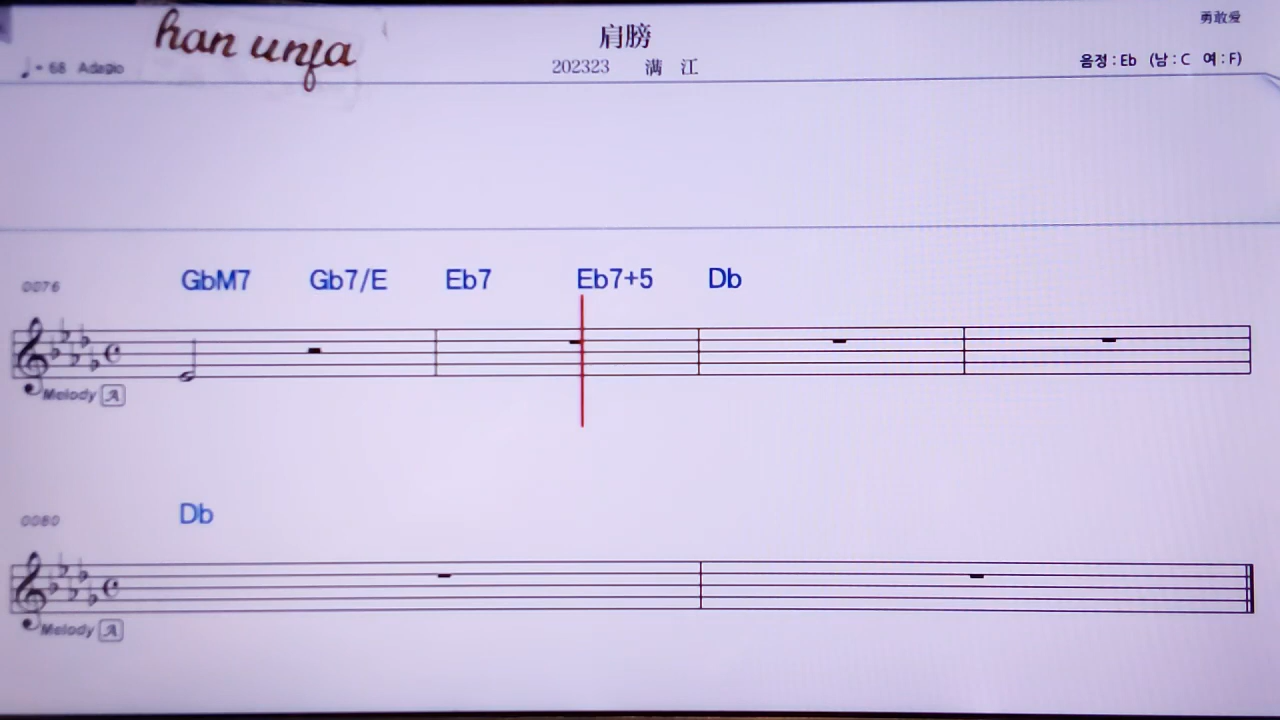 han unfa
肩膀
勇敢爱
♩= 68 Adagio
202323 满 江
음정 : Eb (남 : C 여 : F)
0076
GbM7 Gb7/E Eb7 Eb7+5 Db
Melody A
0080
Db
Melody A